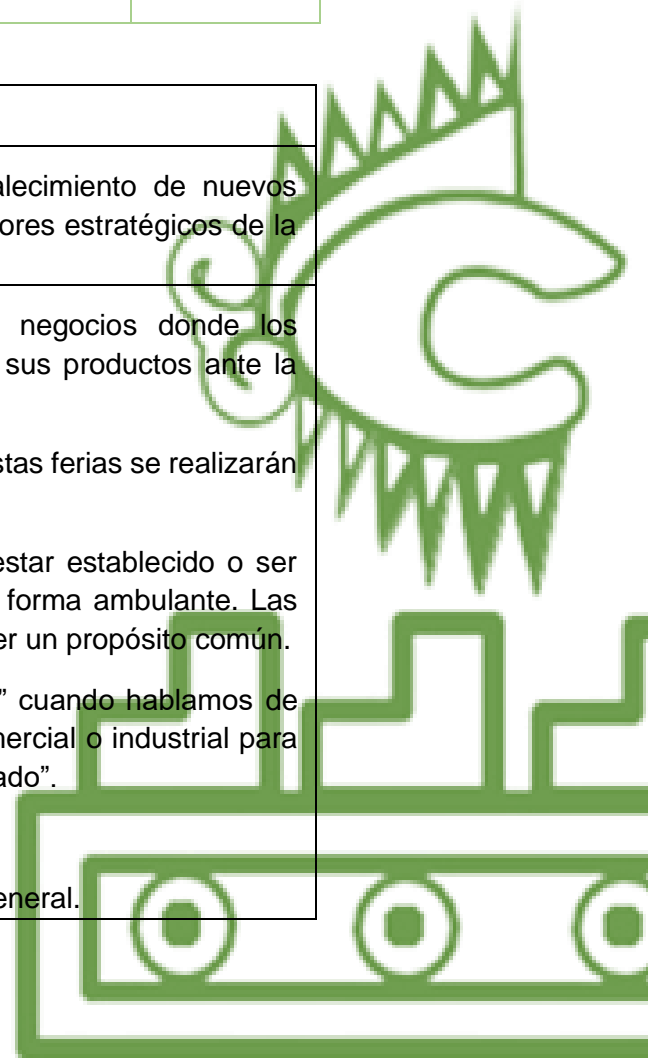 alecimiento de nuevos
ores estratégicos de la
negocios donde los
sus productos ante la
stas ferias se realizarán
estar establecido o ser
forma ambulante. Las
er un propósito común.
” cuando hablamos de
nercial o industrial para
ado”.
eneral.